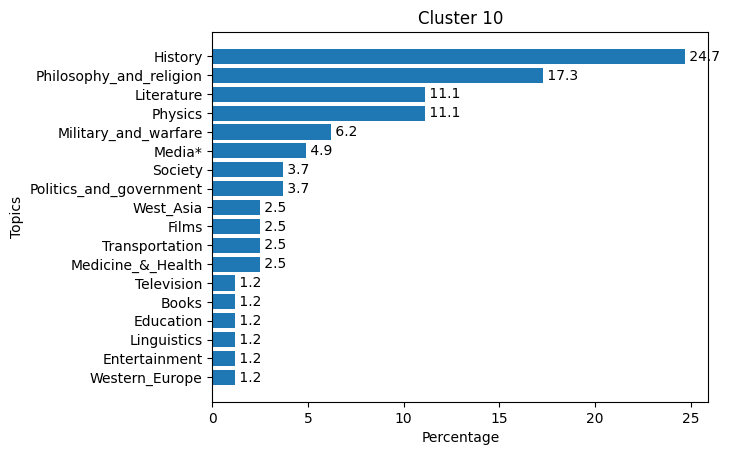 Cluster 10
Topics
History 24.7
Philosophy_and_religion 17.3
Literature 11.1
Physics 11.1
Military_and_warfare 6.2
Media* 4.9
Society 3.7
Politics_and_government 3.7
West_Asia 2.5
Films 2.5
Transportation 2.5
Medicine_&_Health 2.5
Television 1.2
Books 1.2
Education 1.2
Linguistics 1.2
Entertainment 1.2
Western_Europe 1.2
0 5 10 15 20 25
Percentage